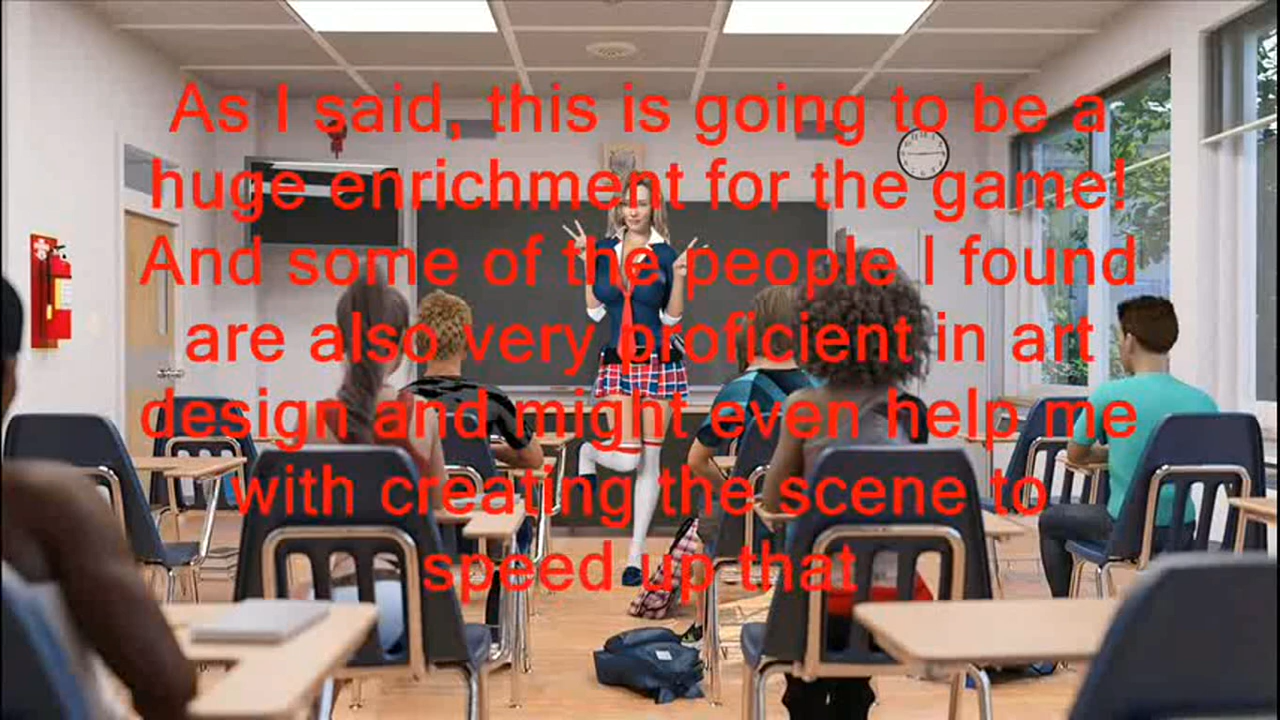 As I said, this is going to be a
huge enrichment for the game!
And some of the people I found
are also very proficient in art
design and might even help me
with creating the scene to
speed up that